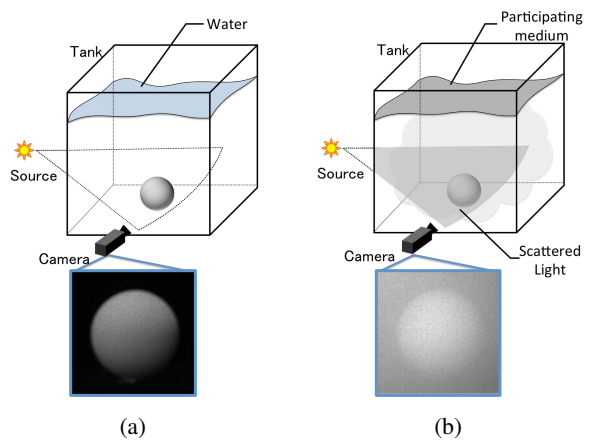 Water
Tank
Source
Camera
(a)
Participating
medium
Tank
Source
Camera
Scattered
Light
(b)